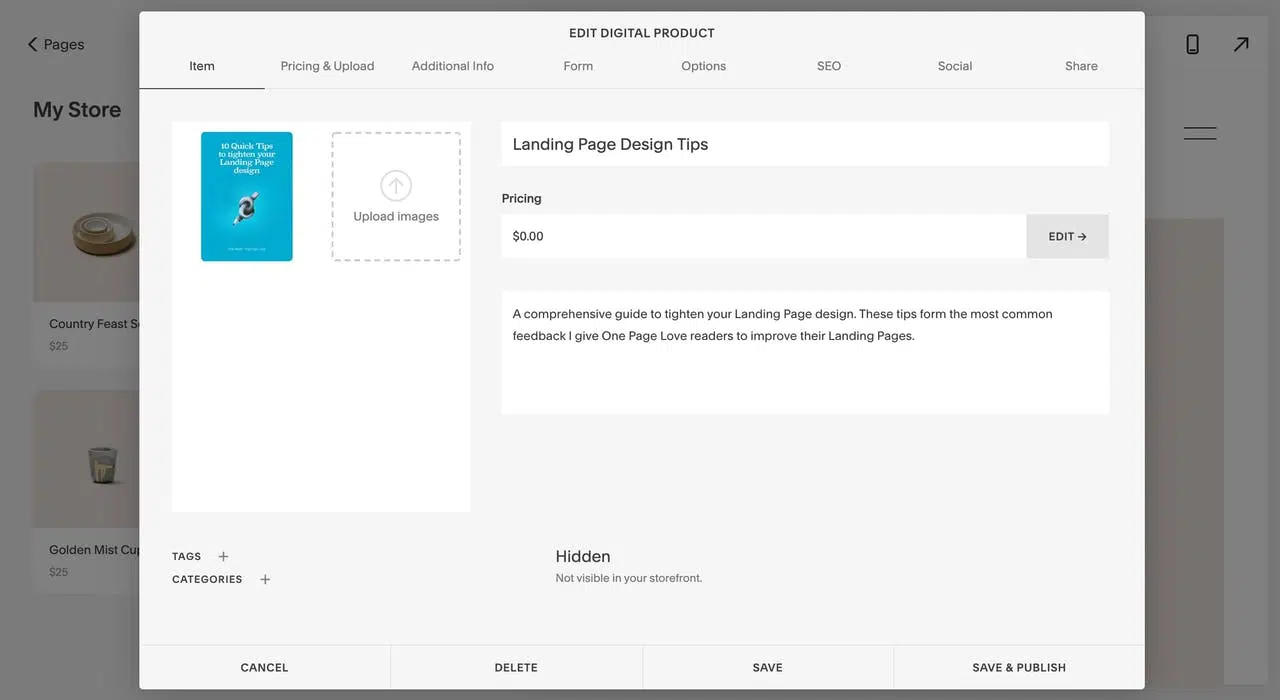 Pages
My Store
Country Feast S
$25
Golden Mist Cup
$25
EDIT DIGITAL PRODUCT
Item
Pricing & Upload
Additional Info
Form
Options
SEO
Social
Share
10 Quick Tips
to tighten your
Landing Page
design
Upload images
Landing Page Design Tips
Pricing
$0.00
EDIT →
A comprehensive guide to tighten your Landing Page design. These tips form the most common
feedback I give One Page Love readers to improve their Landing Pages.
TAGS +
CATEGORIES +
Hidden
Not visible in your storefront.
CANCEL
DELETE
SAVE
SAVE & PUBLISH